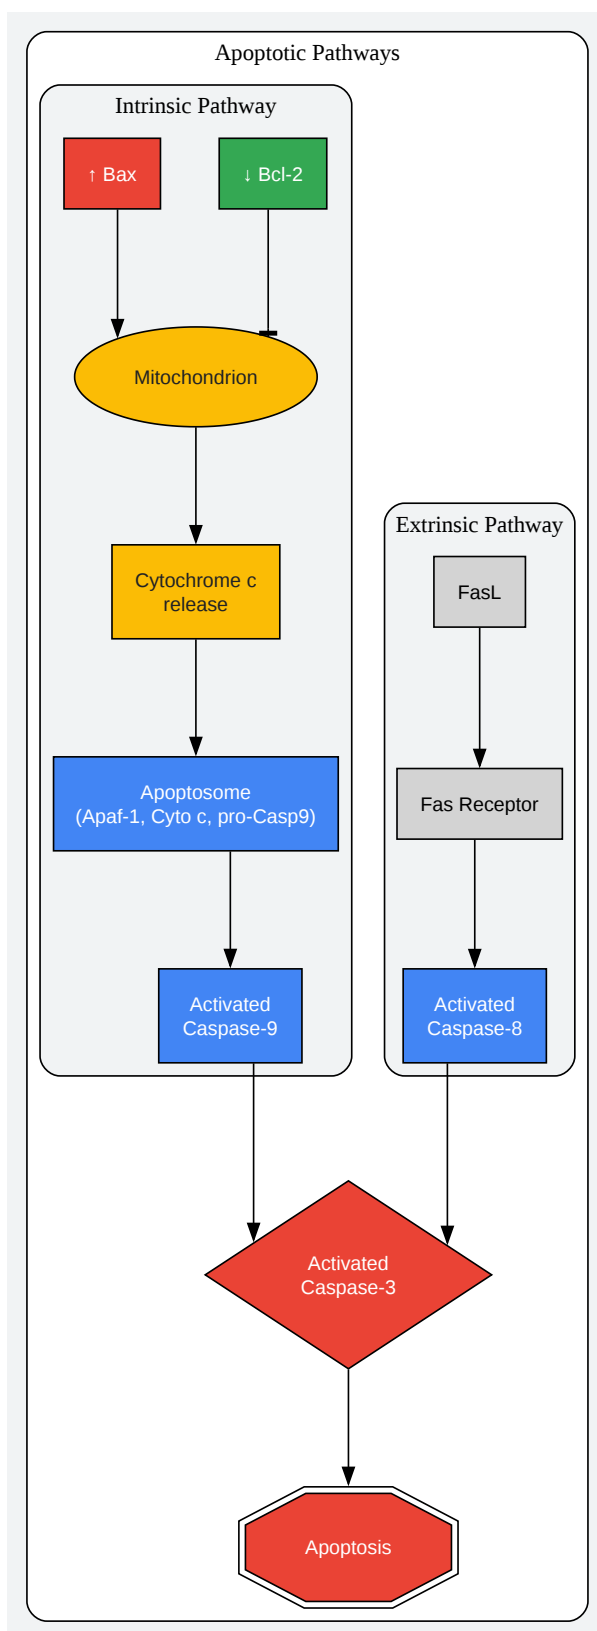 Apoptotic Pathways
Intrinsic Pathway
↑ Bax
↓ Bcl-2
Mitochondrion
Cytochrome c
release
Apoptosome
(Apaf-1, Cyto c, pro-Casp9)
Activated
Caspase-9
Extrinsic Pathway
FasL
Fas Receptor
Activated
Caspase-8
Activated
Caspase-3
Apoptosis